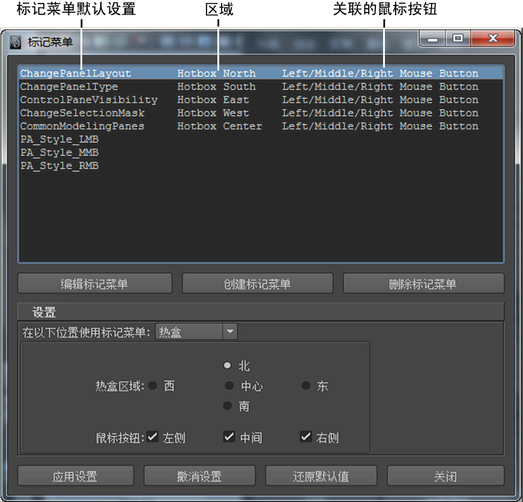 标记菜单默认设置 区域 关联的鼠标按钮
标记菜单
ChangePanelLayout Hotbox North Left/Middle/Right Mouse Button
ChangePanelType Hotbox South Left/Middle/Right Mouse Button
ControlPaneVisibility Hotbox East Left/Middle/Right Mouse Button
ChangeSelectionMask Hotbox West Left/Middle/Right Mouse Button
CommonModelingPanes Hotbox Center Left/Middle/Right Mouse Button
PA_Style_LMB
PA_Style_MMB
PA_Style_RMB
编辑标记菜单 创建标记菜单 删除标记菜单
设置
在以下位置使用标记菜单: 热盒
北
热盒区域: 西 中心 东
南
鼠标按钮: 左侧 中间 右侧
应用设置 撤消设置 还原默认值 关闭